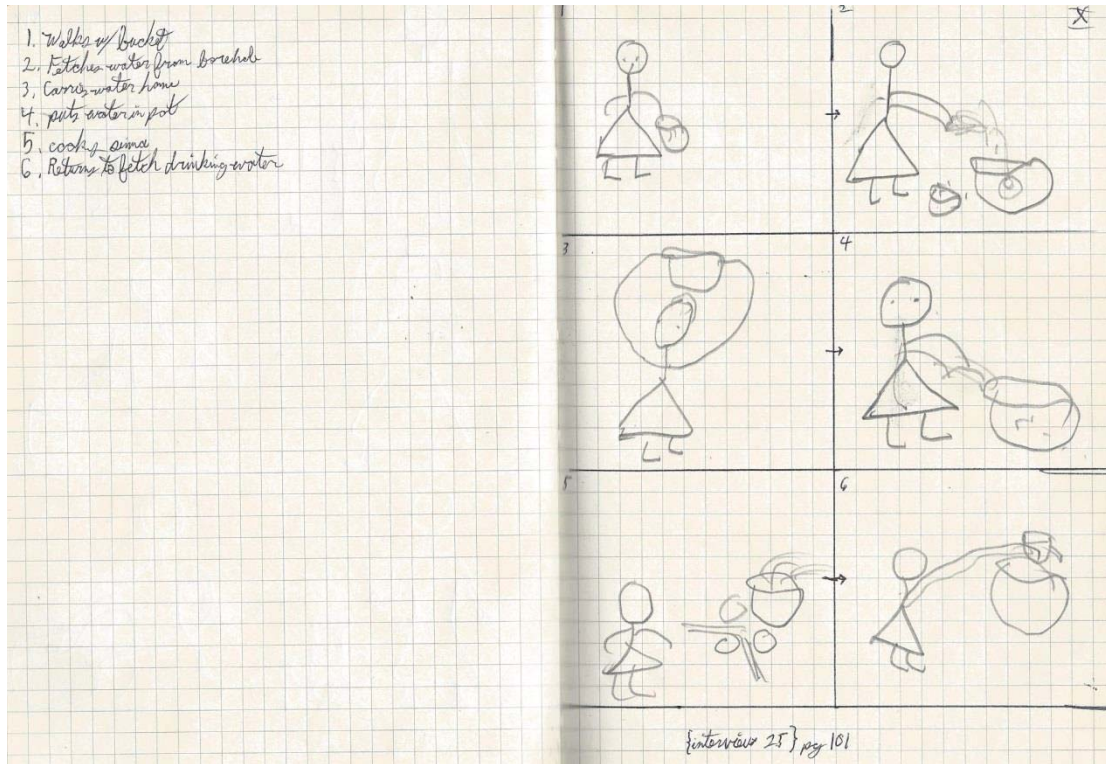 1. Walks w/ bucket
2. Fetches water from borehole
3. Carries water home
4. puts water in pot
5. cooks sima
6. Returns to fetch drinking water
1
2
X
3
4
5
6
{interview 25} pg 101